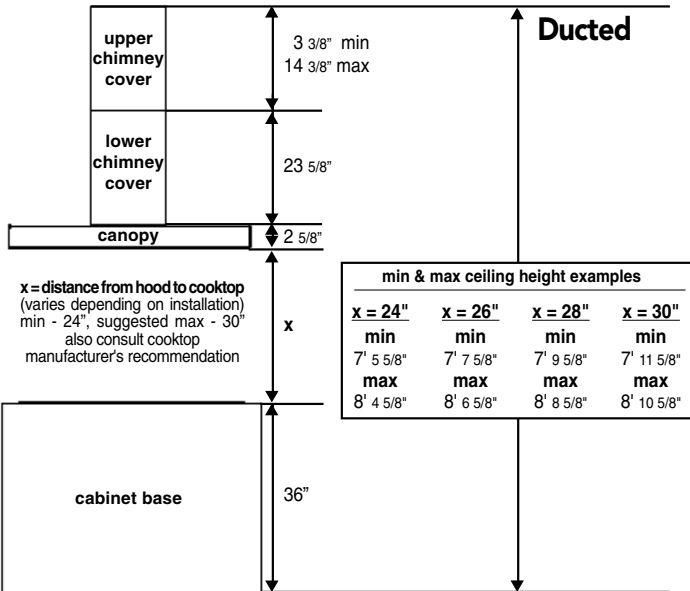 Ducted
upper
chimney
cover
3 3/8" min
14 3/8" max
lower
chimney
cover
23 5/8"
canopy
2 5/8"
x = distance from hood to cooktop
(varies depending on installation)
min - 24", suggested max - 30"
also consult cooktop
manufacturer's recommendation
x
min & max ceiling height examples
x = 24" x = 26" x = 28" x = 30"
min min min min
7' 5 5/8" 7' 7 5/8" 7' 9 5/8" 7' 11 5/8"
max max max max
8' 4 5/8" 8' 6 5/8" 8' 8 5/8" 8' 10 5/8"
cabinet base
36"